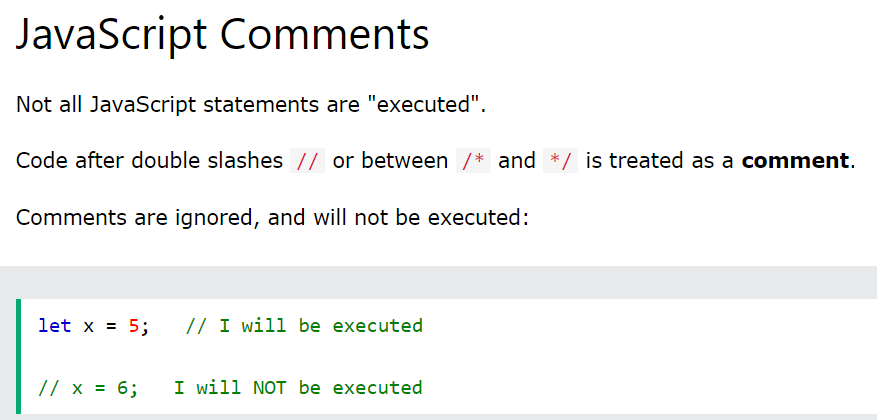 JavaScript Comments
Not all JavaScript statements are "executed".
Code after double slashes // or between /* and */ is treated as a comment.
Comments are ignored, and will not be executed:
let x = 5;   // I will be executed
// x = 6;   I will NOT be executed